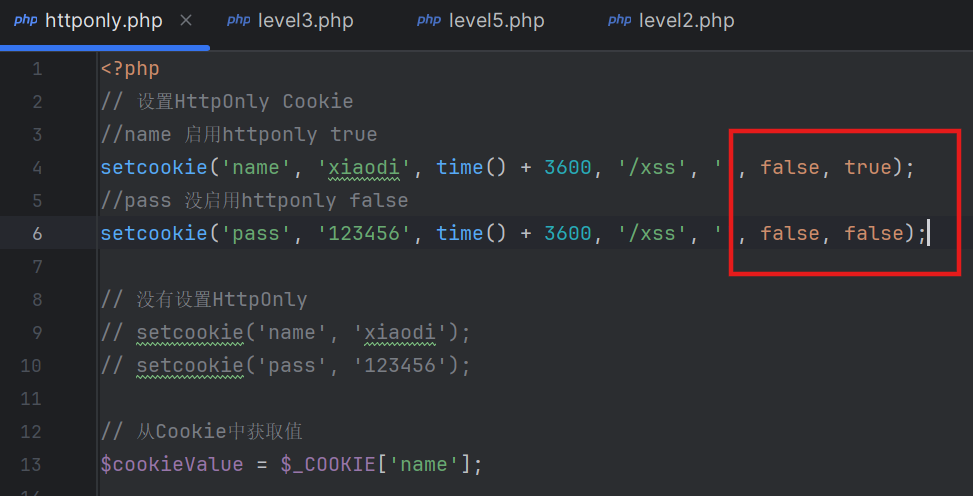 php httponly.php × php level3.php php level5.php php level2.php
1 <?php
2 // 设置HttpOnly Cookie
3 //name 启用httponly true
4 setcookie('name', 'xiaodi', time() + 3600, '/xss', ' , false, true);
5 //pass 没启用httponly false
6 setcookie('pass', '123456', time() + 3600, '/xss', ' , false, false);
7
8 // 没有设置HttpOnly
9 // setcookie('name', 'xiaodi');
10 // setcookie('pass', '123456');
11
12 // 从Cookie中获取值
13 $cookieValue = $_COOKIE['name'];